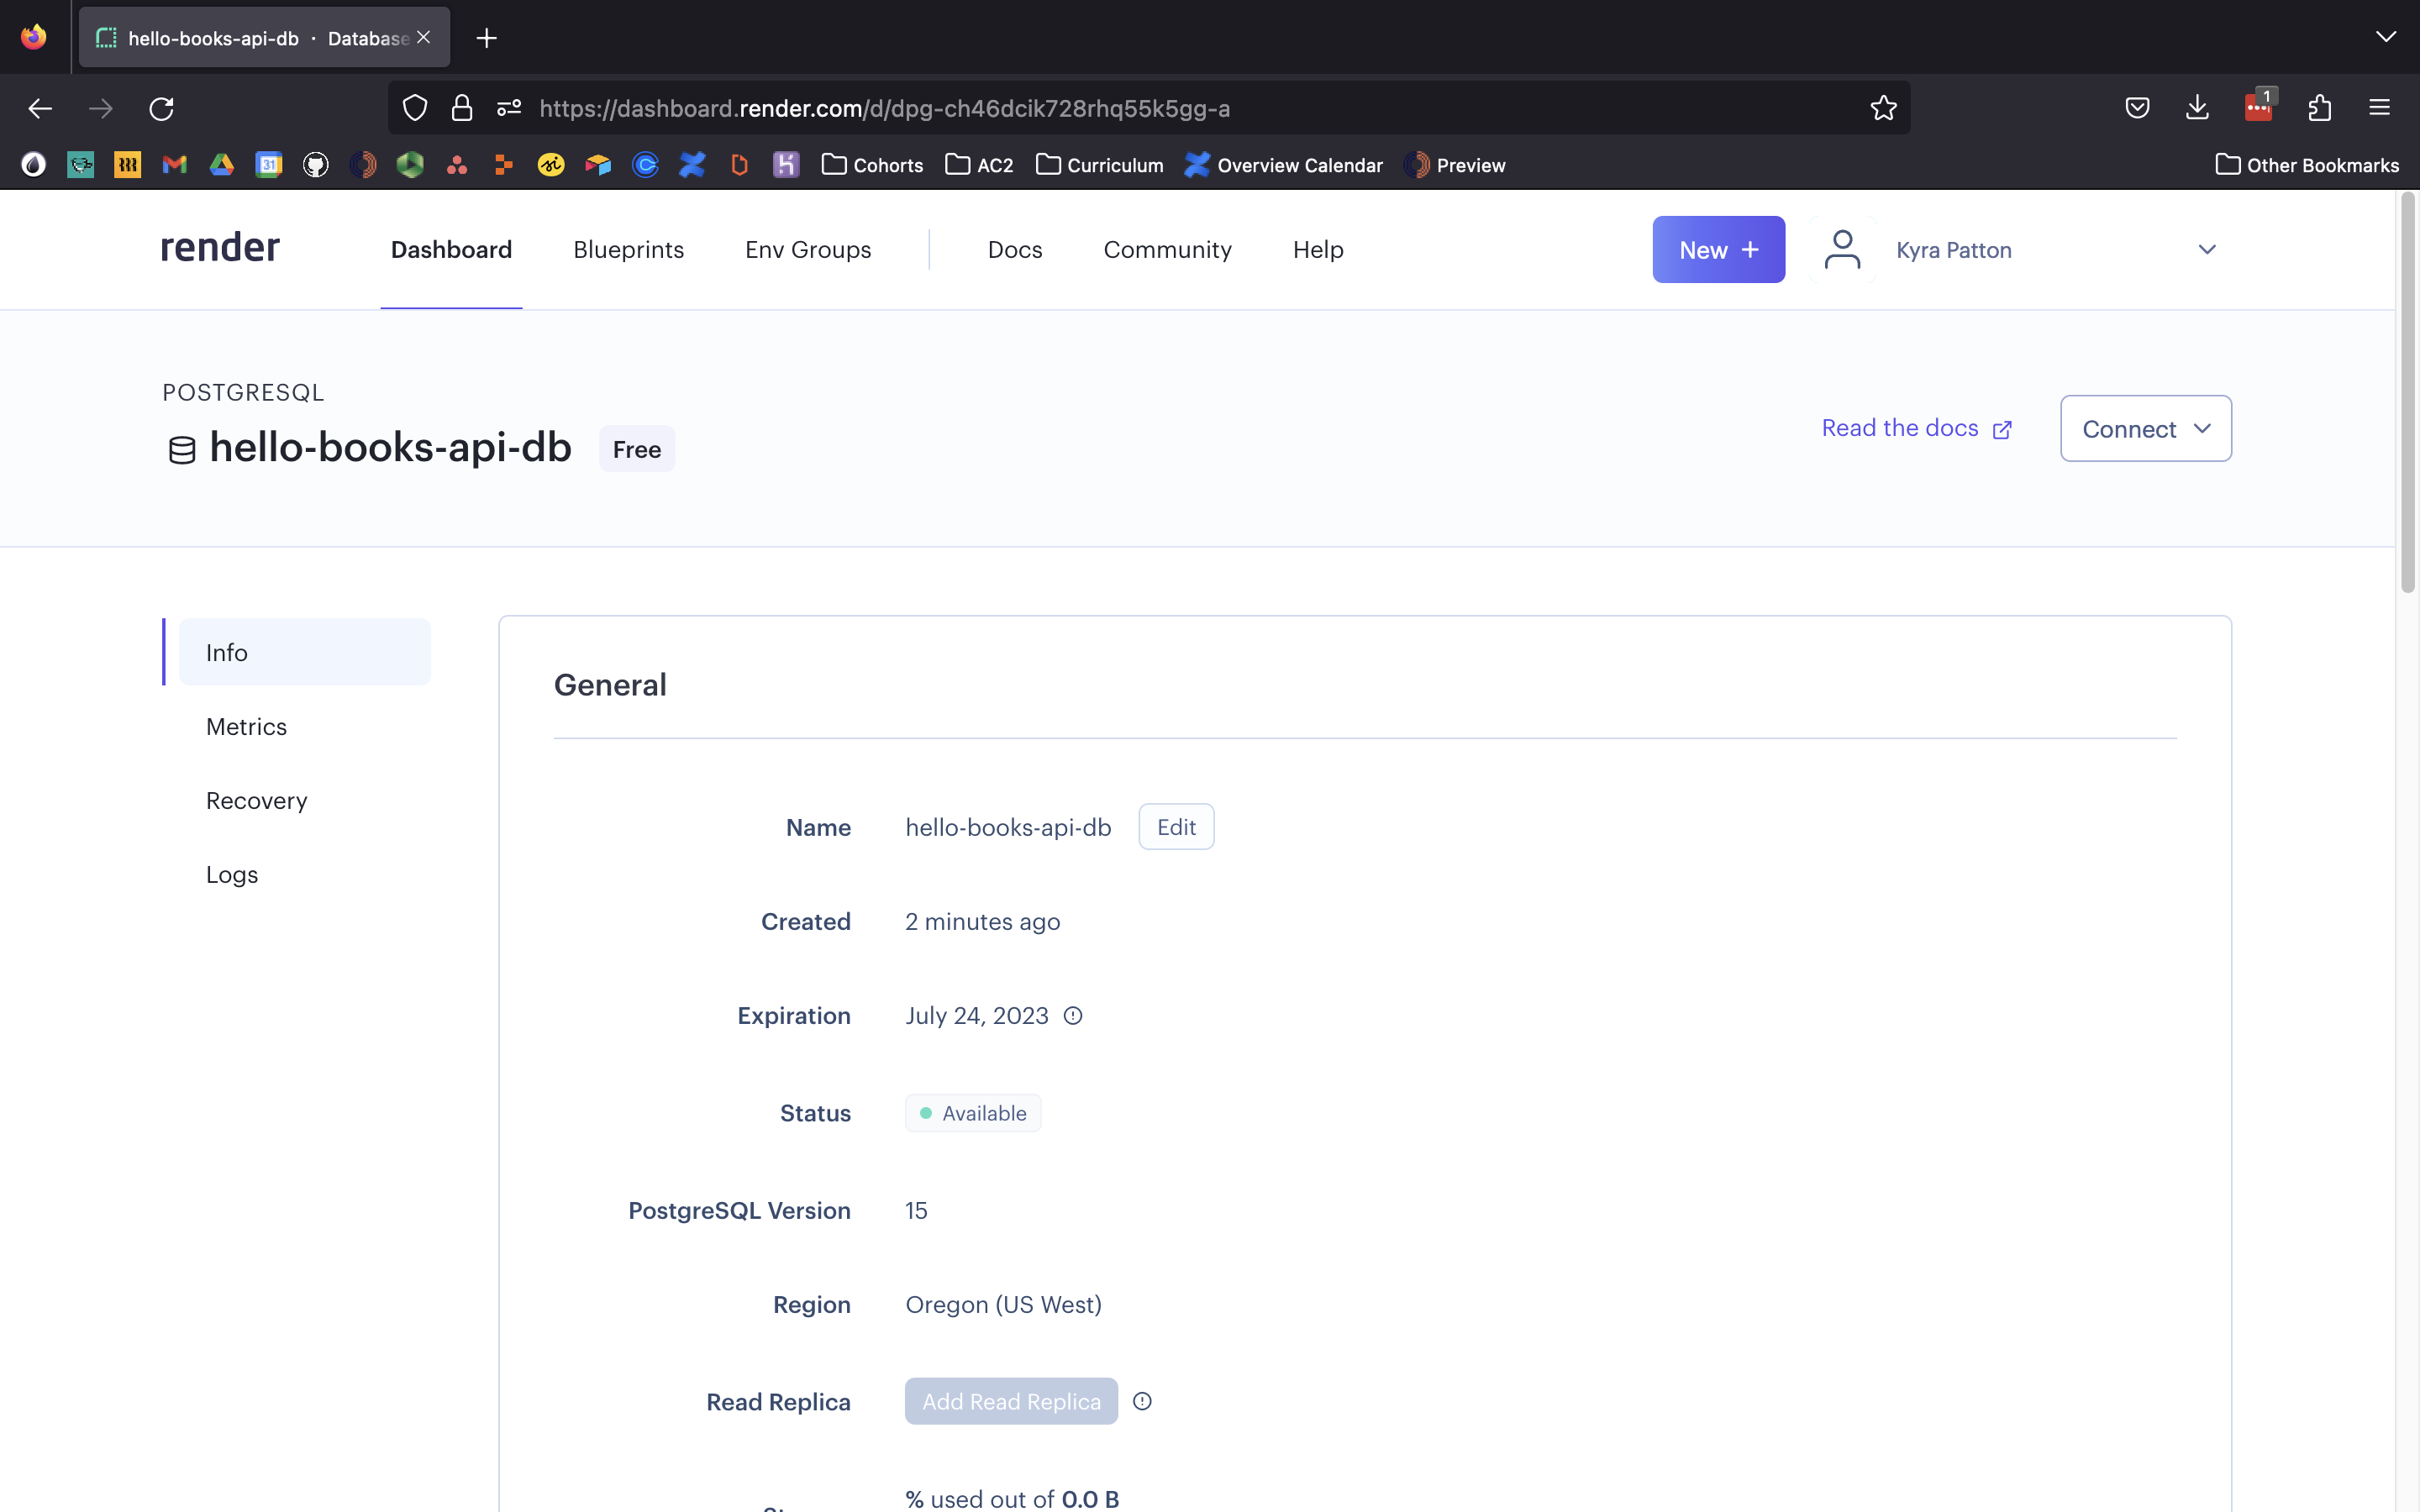 hello-books-api-db · Database
https://dashboard.render.com/d/dpg-ch46dcik728rhq55k5gg-a
1
31
Cohorts
AC2
Curriculum
Overview Calendar
Preview
Other Bookmarks
render
Dashboard
Blueprints
Env Groups
Docs
Community
Help
New +
Kyra Patton
POSTGRESQL
hello-books-api-db
Free
Read the docs
Connect
Info
Metrics
Recovery
Logs
General
Name hello-books-api-db Edit
Created 2 minutes ago
Expiration July 24, 2023
Status Available
PostgreSQL Version 15
Region Oregon (US West)
Read Replica Add Read Replica
% used out of 0.0 B